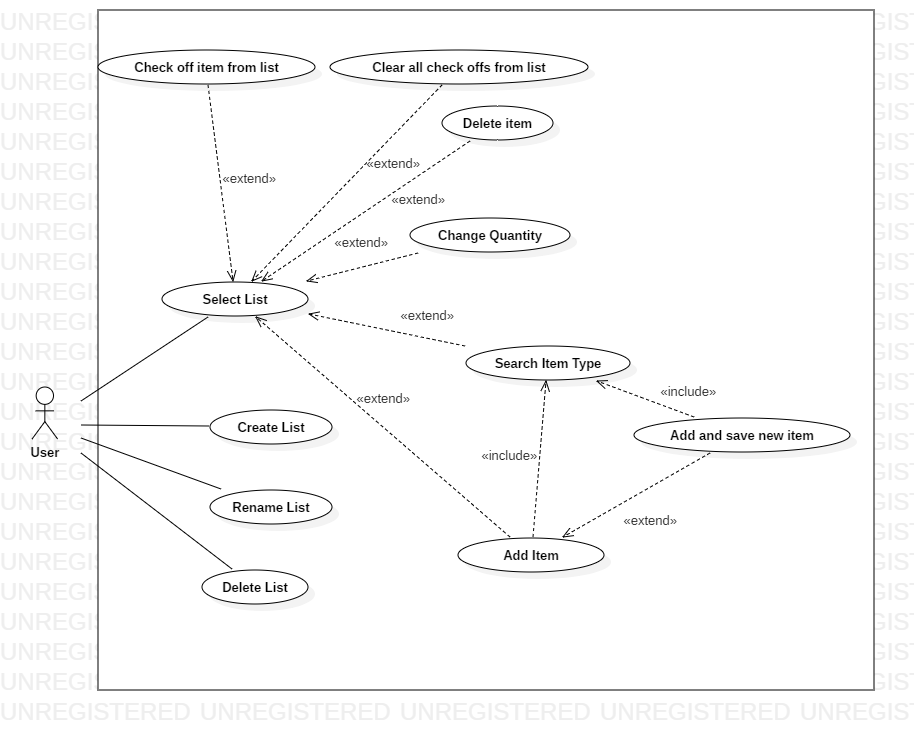 Check off item from list
Clear all check offs from list
Delete item
«extend»
«extend»
«extend»
Change Quantity
«extend»
Select List
«extend»
Search Item Type
«include»
«extend»
Create List
Add and save new item
User
«include»
Rename List
«extend»
Add Item
Delete List
UNREGISTERED UNREGISTERED UNREGISTERED UNREGISTERED UNREGIST